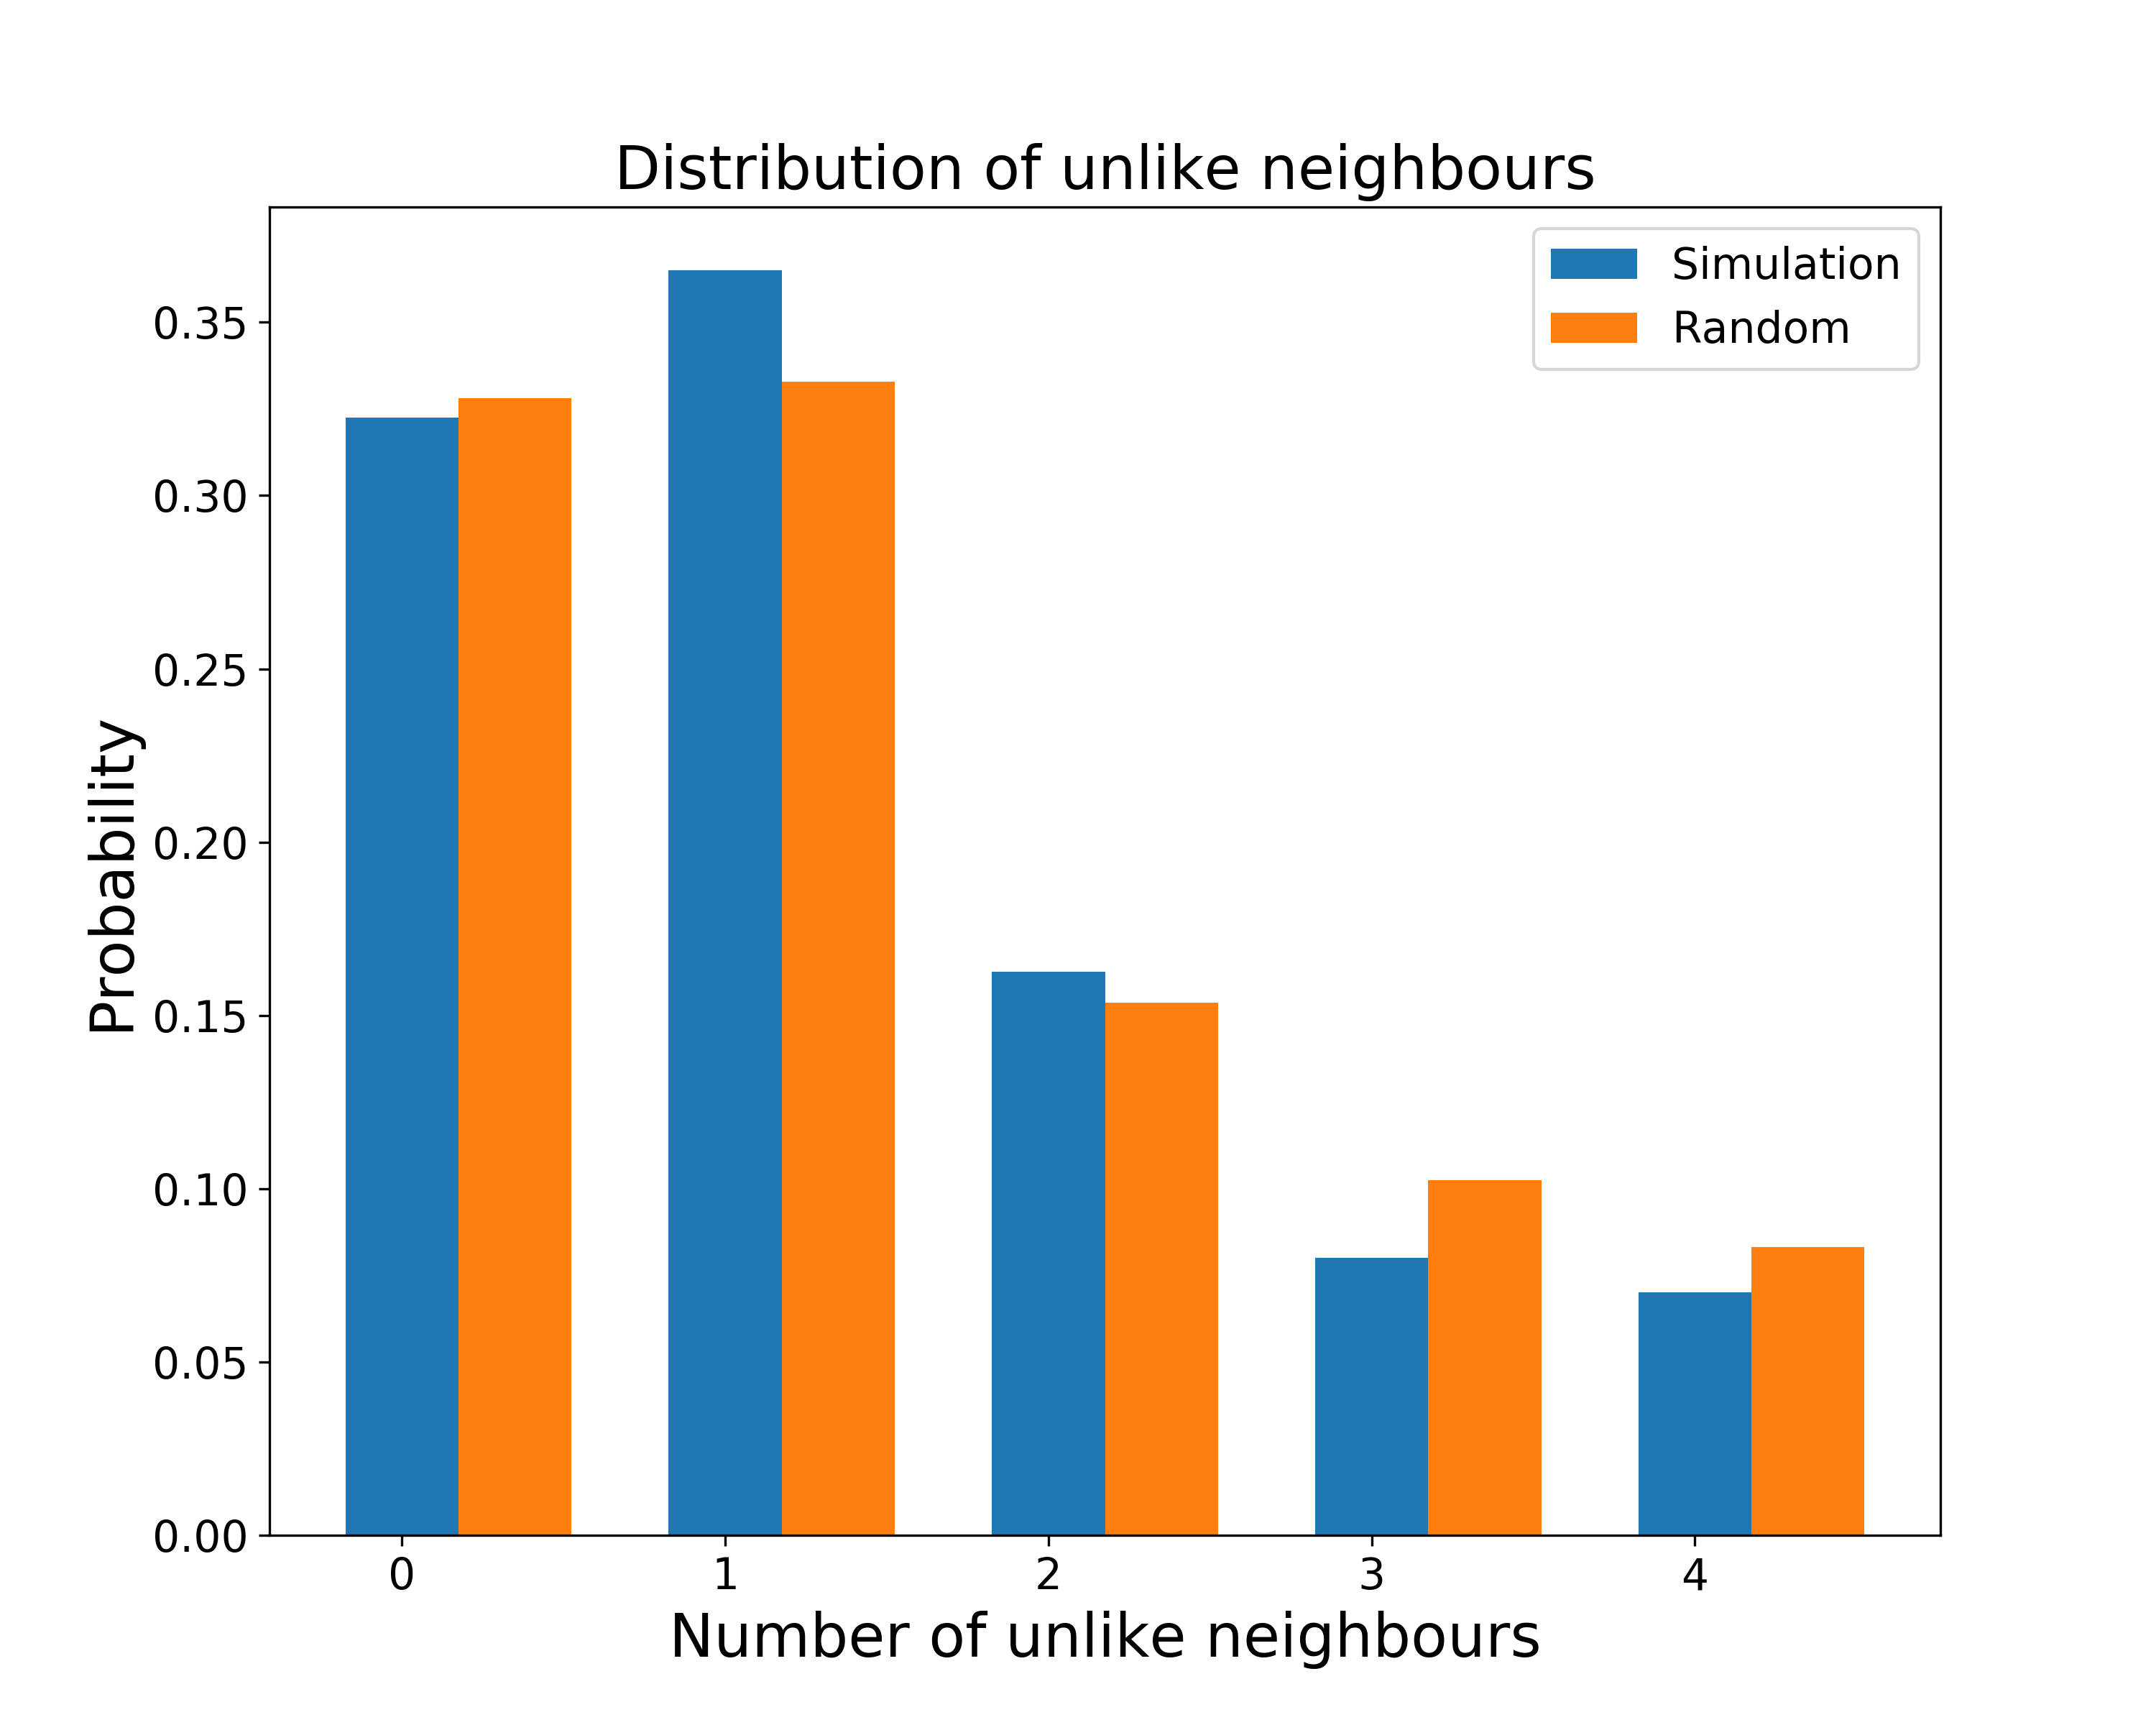 Distribution of unlike neighbours
Simulation
Random
Probability
0.35
0.30
0.25
0.20
0.15
0.10
0.05
0.00
0 1 2 3 4
Number of unlike neighbours